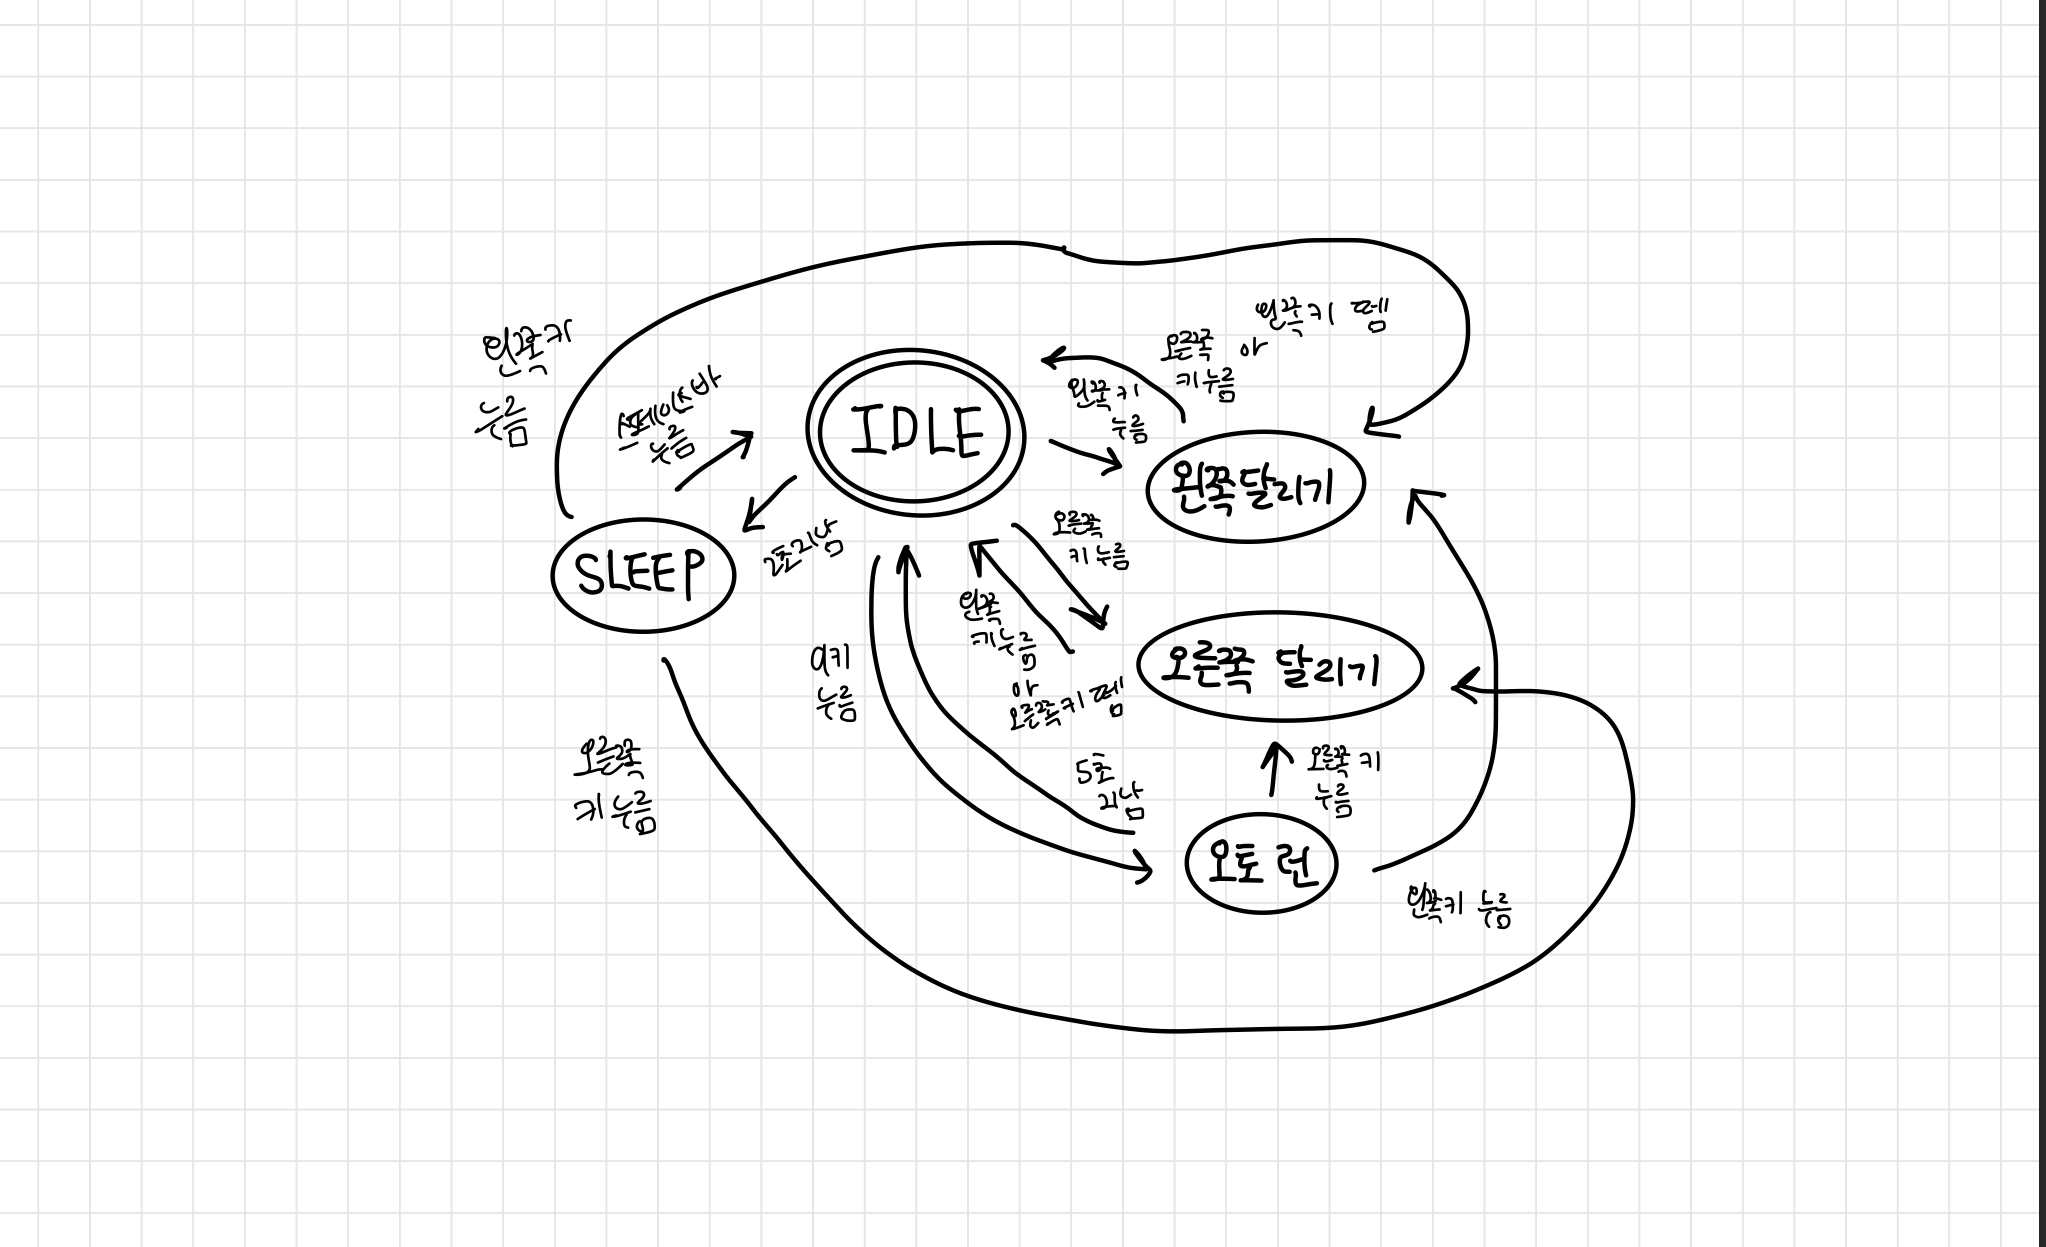 왼쪽키 뗌
오른쪽
키 누름
아
왼쪽키
누름
스페이스바
누름
왼쪽키
누름
IDLE
왼쪽달리기
SLEEP
2초지남
오른쪽
키 누름
왼쪽
키누름
아
오른쪽키 뗌
오른쪽 달리기
a키
누름
오른쪽
키 누름
5초
지남
오른쪽 키
누름
오토 런
왼쪽키 누름